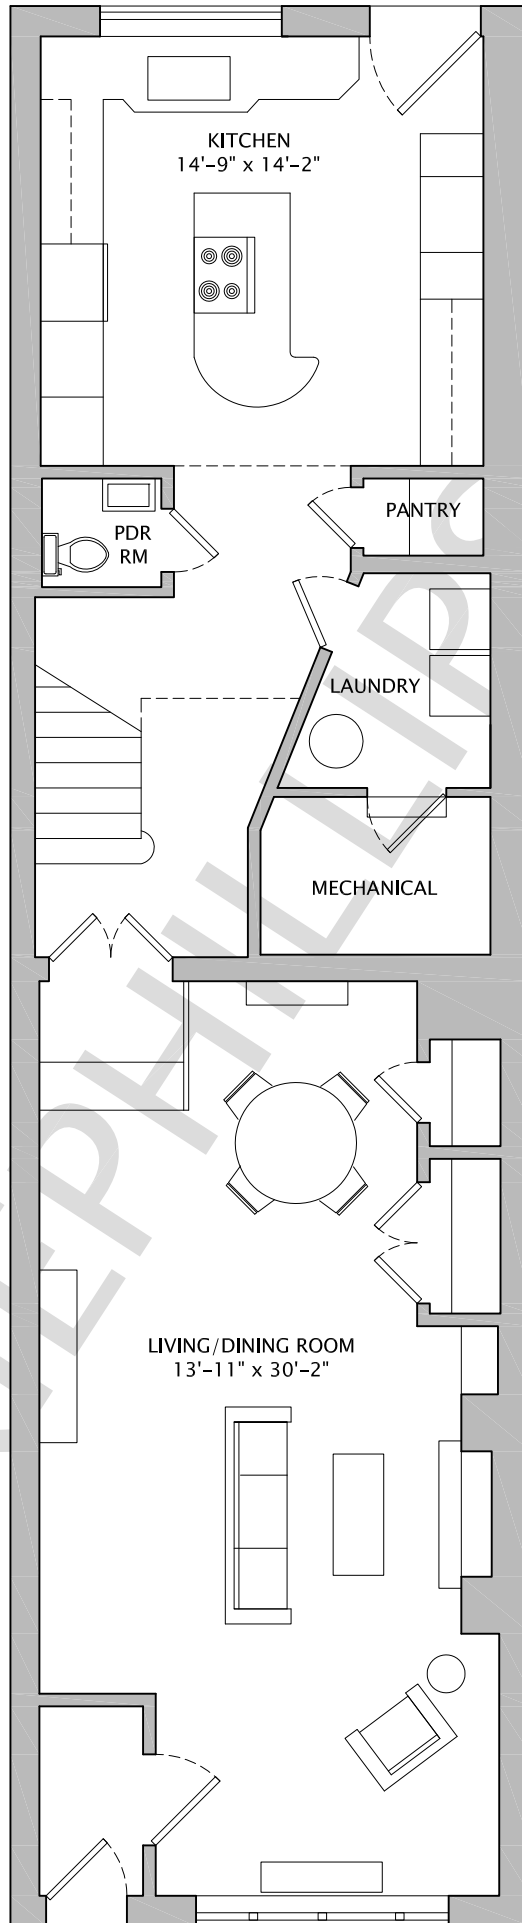 KITCHEN
14'-9" x 14'-2"
PDR
RM
PANTRY
LAUNDRY
MECHANICAL
LIVING/DINING ROOM
13'-11" x 30'-2"